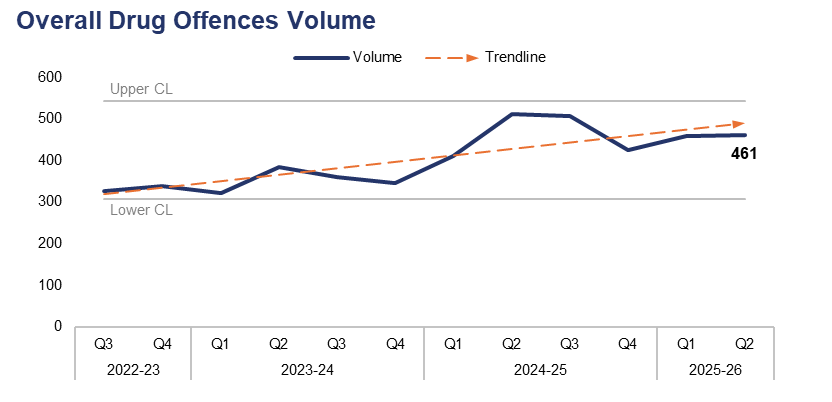 Overall Drug Offences Volume
Volume Trendline
600
Upper CL
500
400
461
300
Lower CL
200
100
0
Q3 Q4 Q1 Q2 Q3 Q4 Q1 Q2 Q3 Q4 Q1 Q2
2022-23 2023-24 2024-25 2025-26